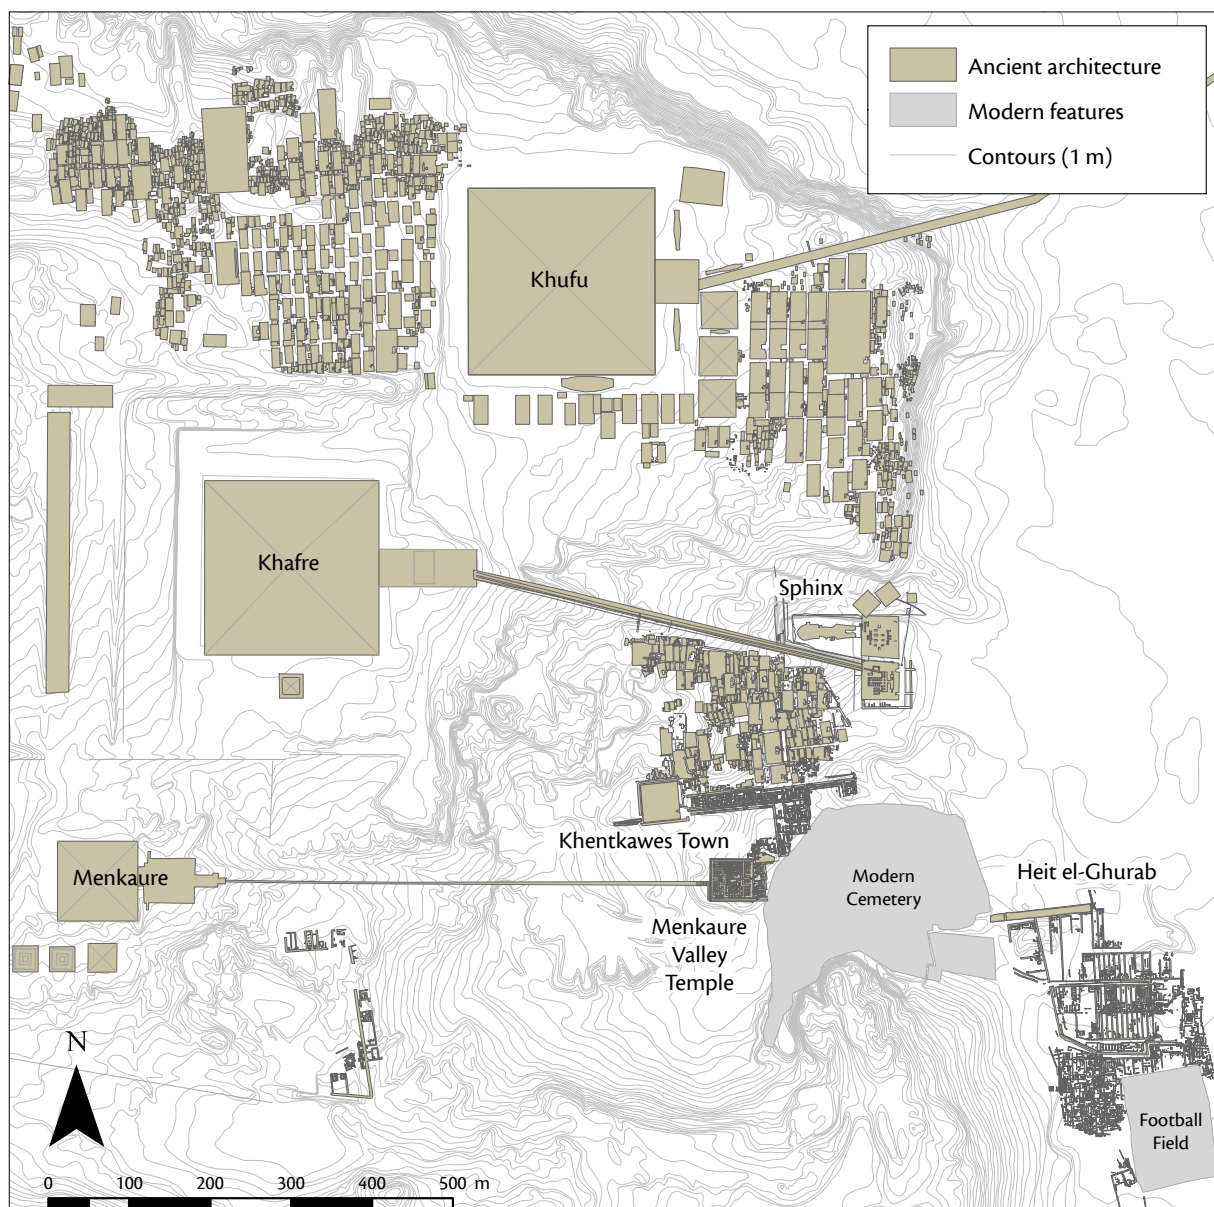 Ancient architecture
Modern features
Contours (1 m)
Khufu
Khafre
Sphinx
Khentkawes Town
Menkaure
Modern
Cemetery
Heit el-Ghurab
Menkaure
Valley
Temple
N
Football
Field
0 100 200 300 400 500 m